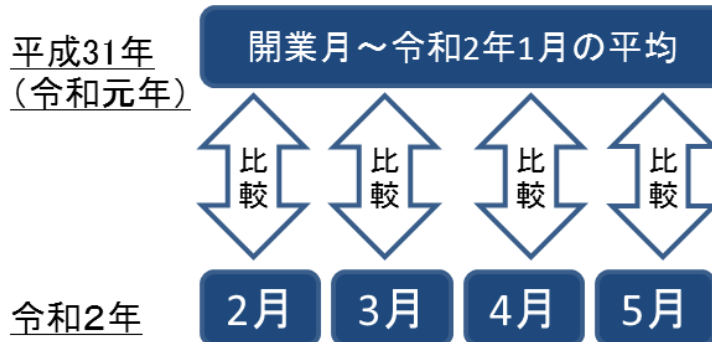 平成31年
（令和元年）
開業月～令和2年1月の平均
比較
比較
比較
比較
令和２年
2月
3月
4月
5月